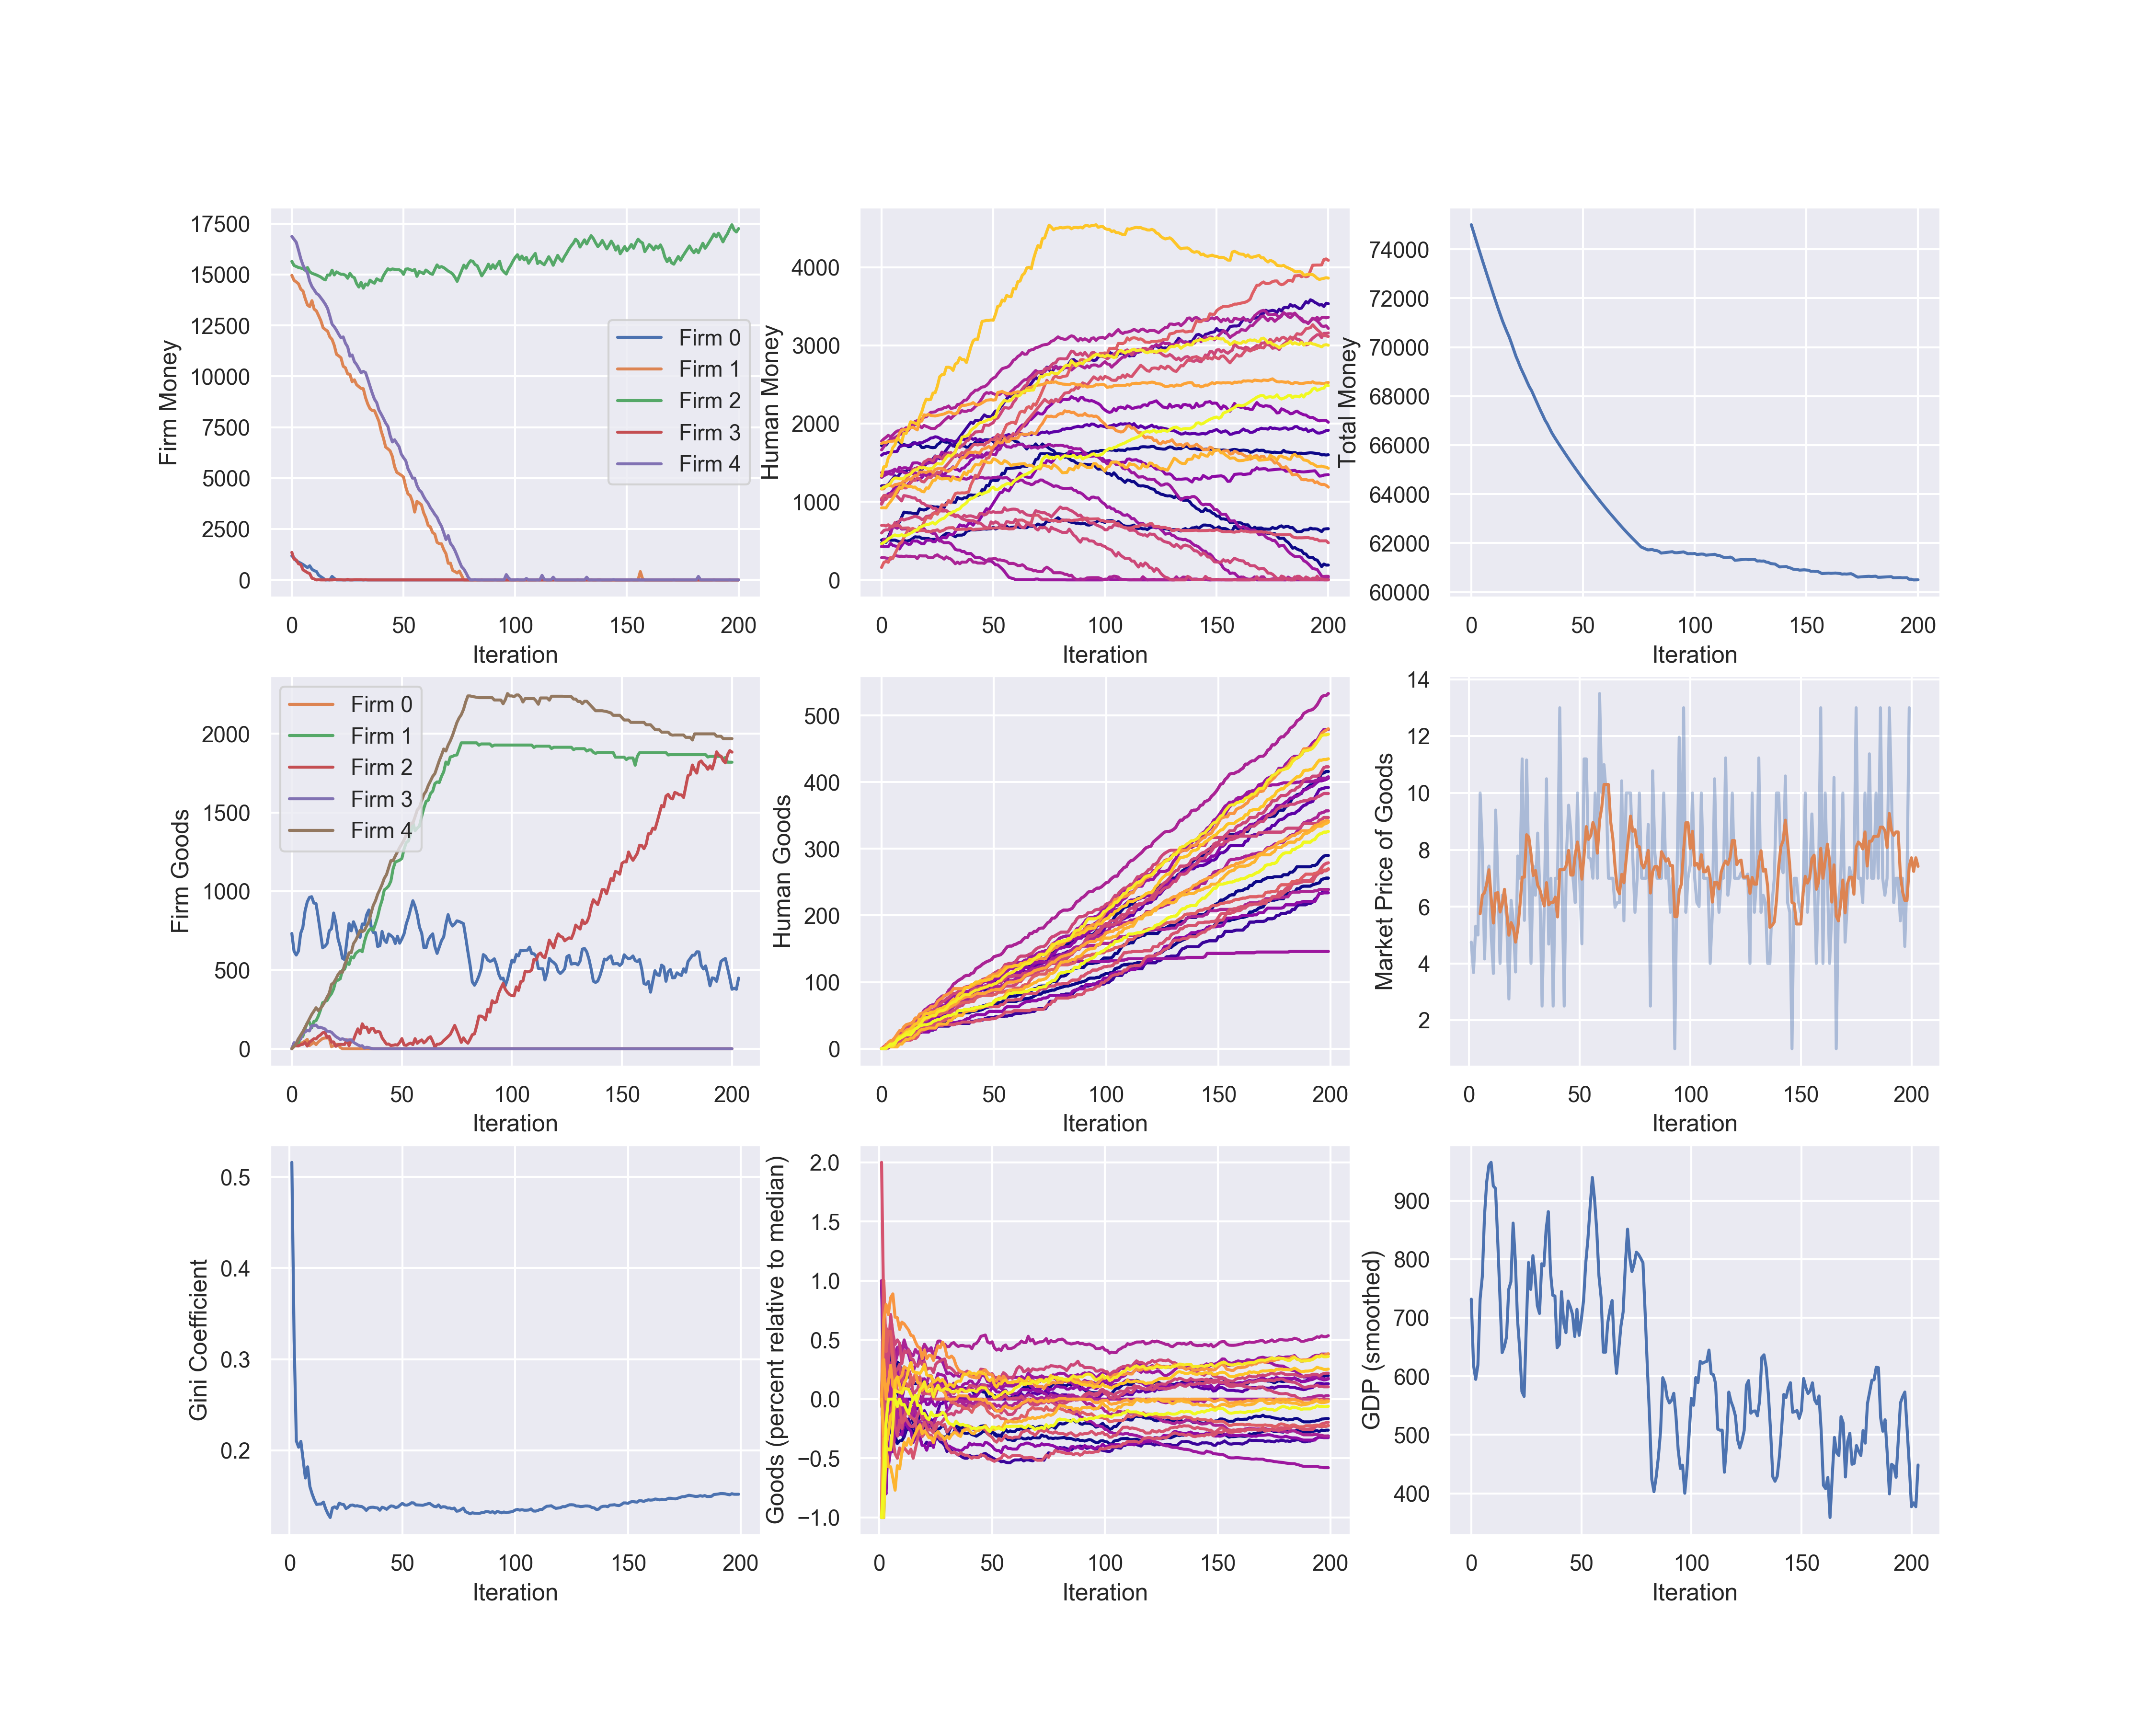 17500
15000
12500
10000
7500
5000
2500
0
Firm Money
Firm 0
Firm 1
Firm 2
Firm 3
Firm 4
0 50 100 150 200
Iteration
4000
3000
2000
1000
0
Human Money
0 50 100 150 200
Iteration
74000
72000
70000
68000
66000
64000
62000
60000
Total Money
0 50 100 150 200
Iteration
2000
1500
1000
500
0
Firm Goods
Firm 0
Firm 1
Firm 2
Firm 3
Firm 4
0 50 100 150 200
Iteration
500
400
300
200
100
0
Human Goods
0 50 100 150 200
Iteration
14
12
10
8
6
4
2
Market Price of Goods
0 50 100 150 200
Iteration
0.5
0.4
0.3
0.2
Gini Coefficient
0 50 100 150 200
Iteration
2.0
1.5
1.0
0.5
0.0
−0.5
−1.0
Goods (percent relative to median)
0 50 100 150 200
Iteration
900
800
700
600
500
400
GDP (smoothed)
0 50 100 150 200
Iteration